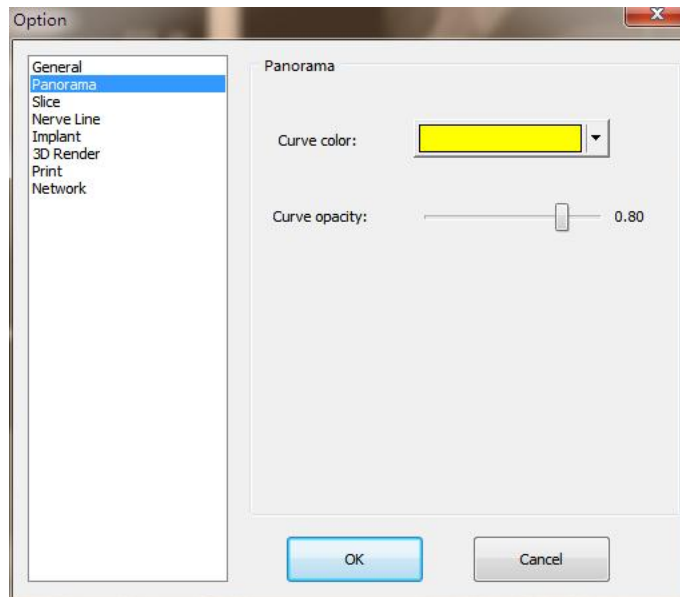 Option
General
Panorama
Slice
Nerve Line
Implant
3D Render
Print
Network
Panorama
Curve color:
Curve opacity: 0.80
OK Cancel